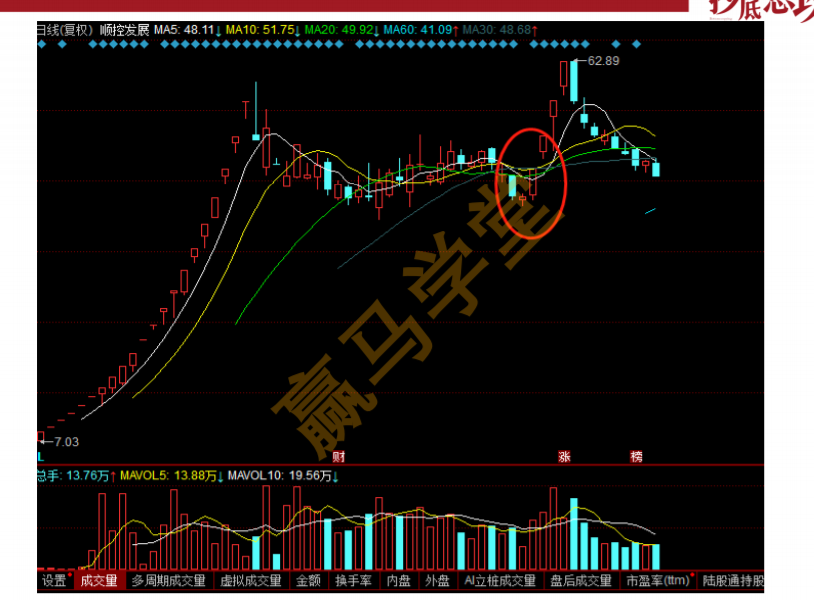 抄底总攻
日线(复权) 顺控发展 MA5: 48.11↓ MA10: 51.75↓ MA20: 49.92↓ MA60: 41.09↑ MA30: 48.68↑
62.89
赢马学堂
7.03
L 财 涨 榜
总手: 13.76万↑ MAVOL5: 13.88万↓ MAVOL10: 19.56万↓
设置 成交量 多周期成交量 虚拟成交量 金额 换手率 内盘 外盘 AI立桩成交量 盘后成交量 市盈率(ttm) 陆股通持股